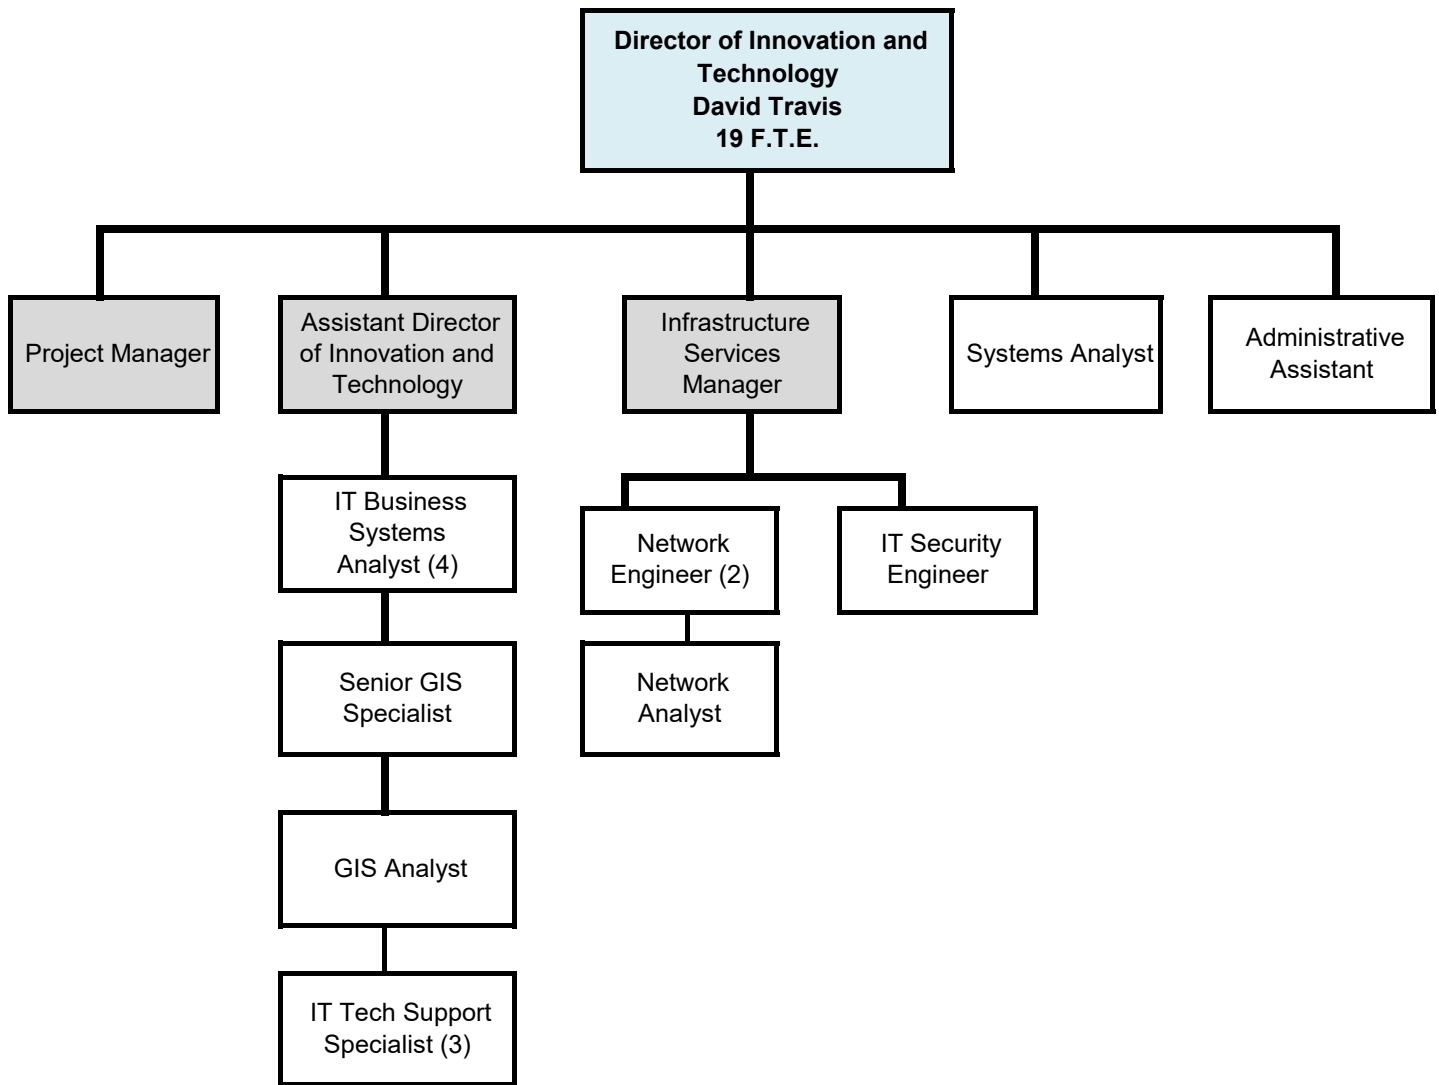 Director of Innovation and
Technology
David Travis
19 F.T.E.
Project Manager
Assistant Director
of Innovation and
Technology
Infrastructure
Services
Manager
Systems Analyst
Administrative
Assistant
IT Business
Systems
Analyst (4)
Network
Engineer (2)
IT Security
Engineer
Senior GIS
Specialist
Network
Analyst
GIS Analyst
IT Tech Support
Specialist (3)